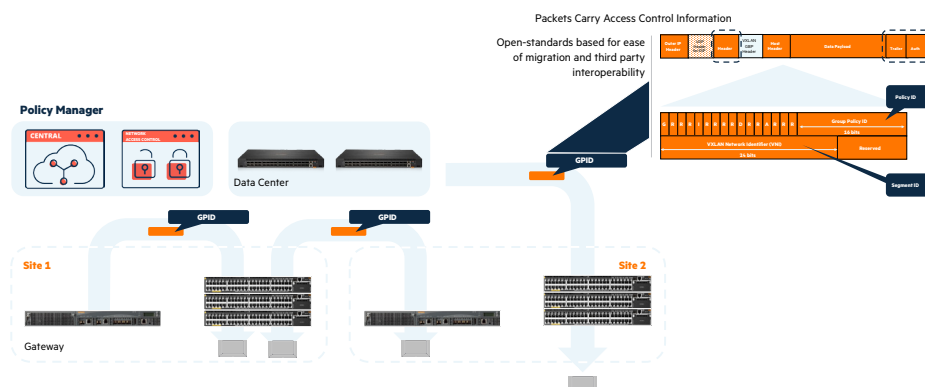 Packets Carry Access Control Information
Open-standards based for ease
of migration and third party
interoperability
Outer IP
Header
Header
VXLAN
GBP
Header
Host
Header
Data Payload
Trailer
Auth
Policy ID
Group Policy ID
16 bits
VXLAN Network Identifier (VNI)
24 bits
Reserved
Segment ID
Policy Manager
CENTRAL
NETWORK
ACCESS CONTROL
Data Center
GPID
GPID
GPID
Site 1
Site 2
Gateway